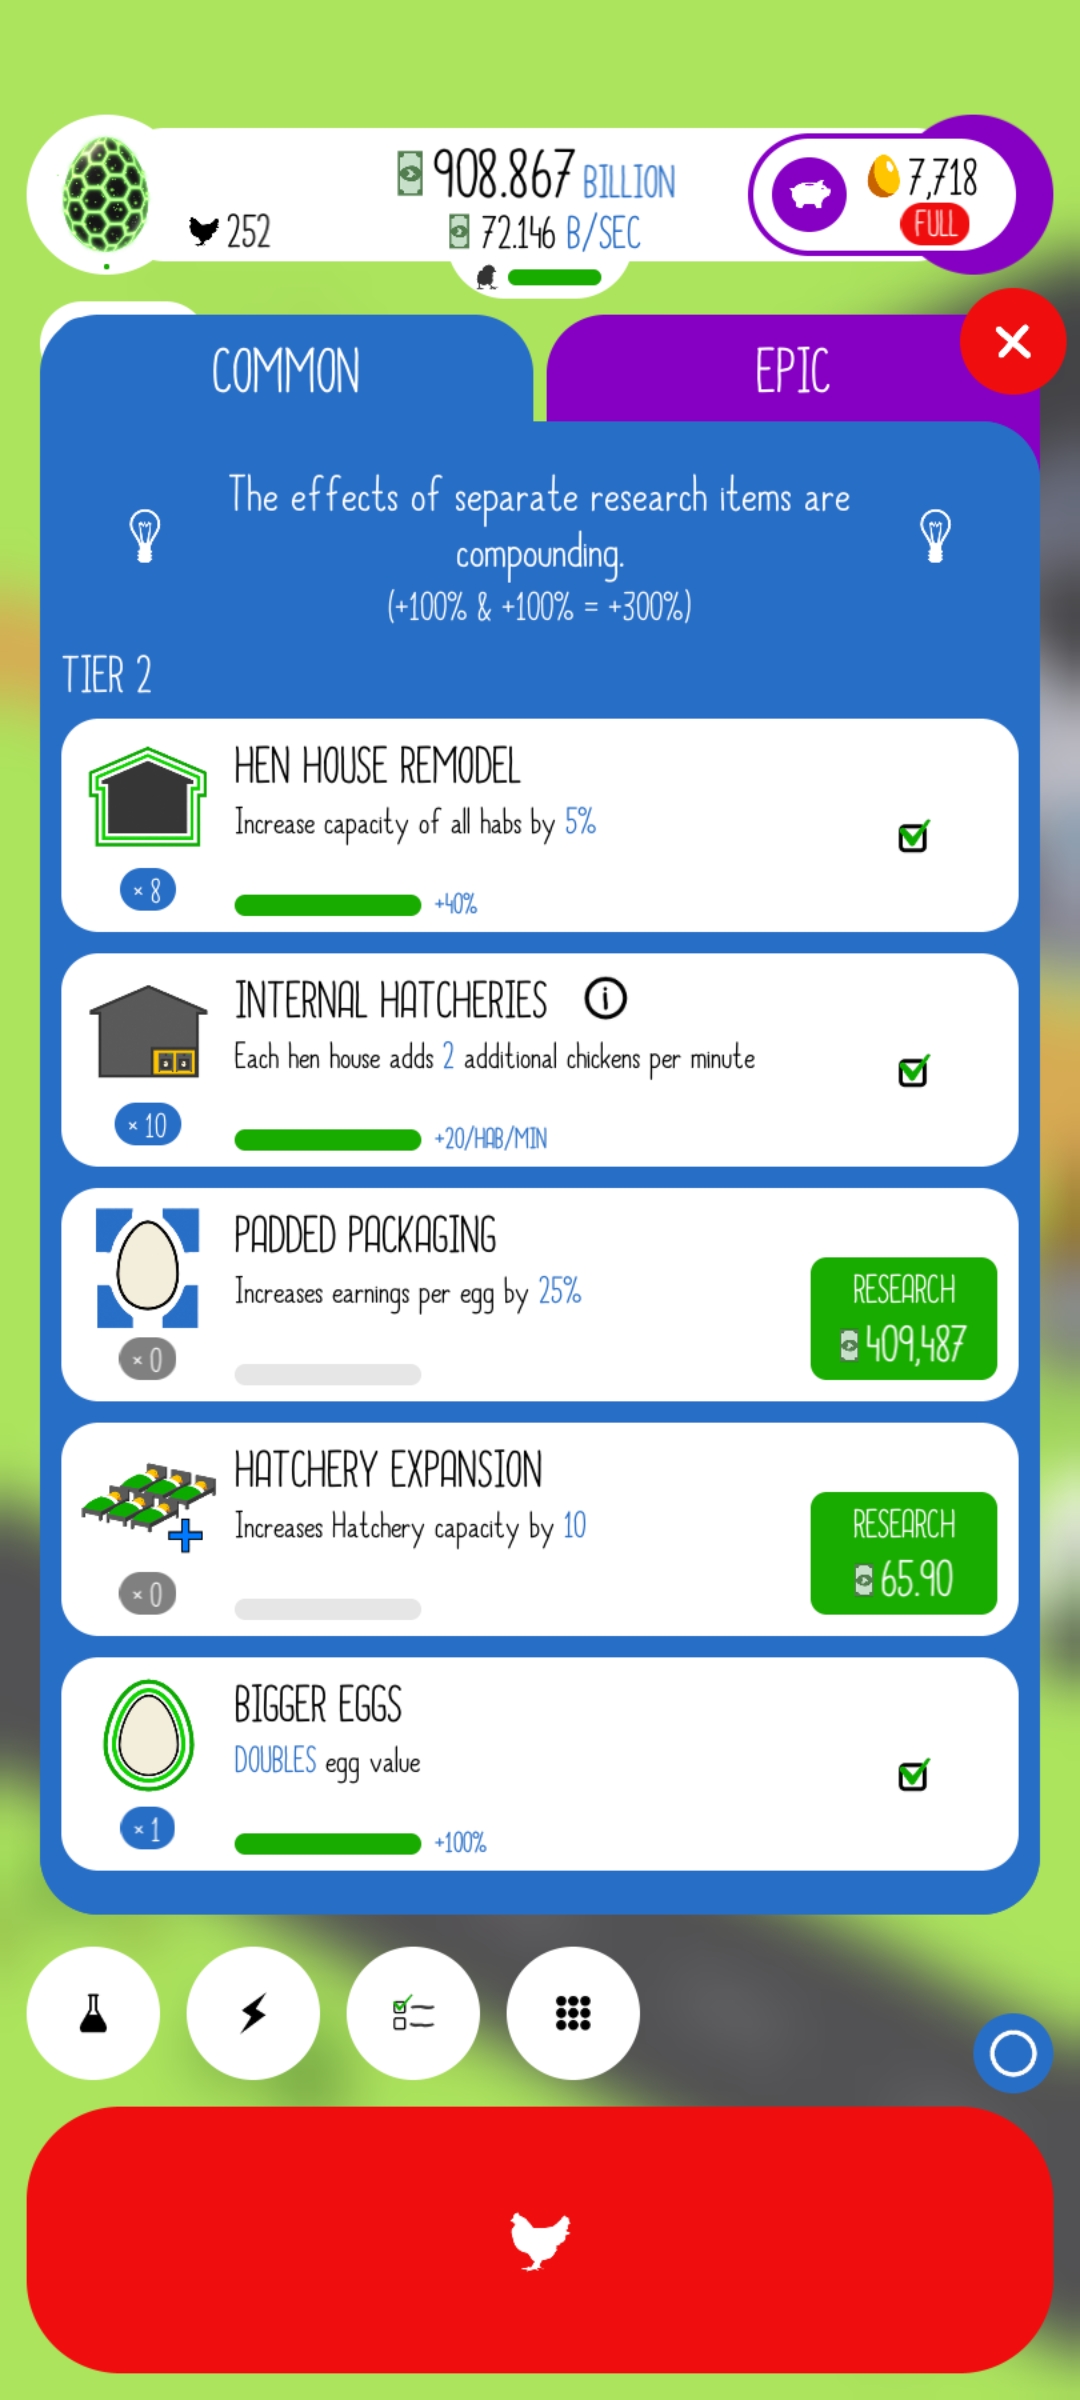 908.867 BILLION
252
72.146 B/SEC
7,718
FULL
COMMON
EPIC
The effects of separate research items are
compounding.
(+100% & +100% = +300%)
TIER 2
HEN HOUSE REMODEL
Increase capacity of all habs by 5%
× 8
+40%
INTERNAL HATCHERIES
Each hen house adds 2 additional chickens per minute
× 10
+20/HAB/MIN
PADDED PACKAGING
Increases earnings per egg by 25%
RESEARCH
409,487
× 0
HATCHERY EXPANSION
Increases Hatchery capacity by 10
RESEARCH
65.90
× 0
BIGGER EGGS
DOUBLES egg value
× 1
+100%